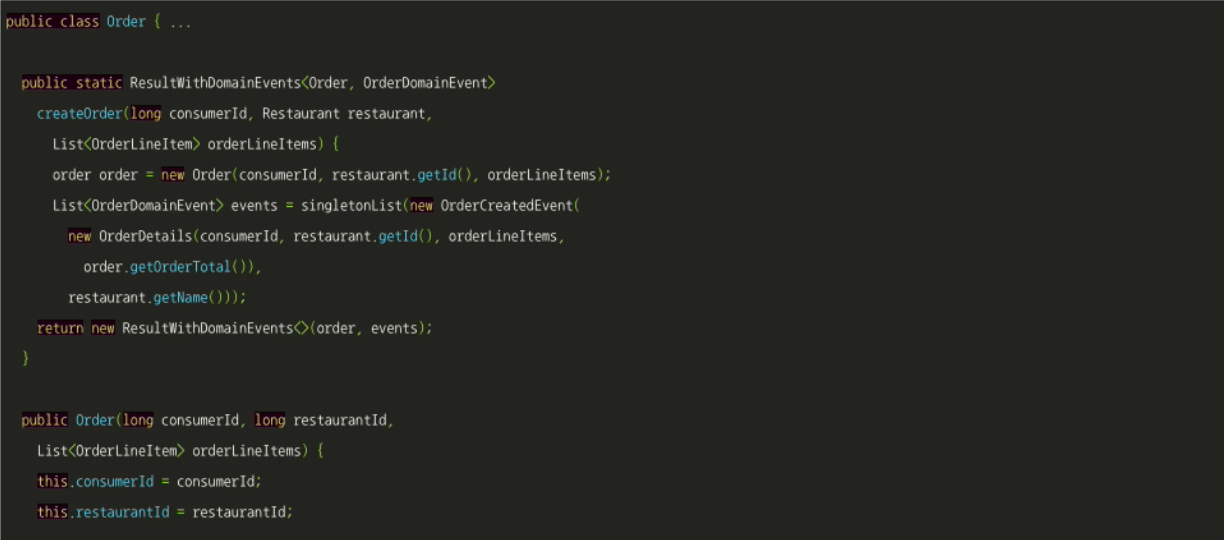 public class Order { ...
public static ResultWithDomainEvents<Order, OrderDomainEvent>
createOrder(long consumerId, Restaurant restaurant,
List<OrderLineItem> orderLineItems) {
order order = new Order(consumerId, restaurant.getId(), orderLineItems);
List<OrderDomainEvent> events = singletonList(new OrderCreatedEvent(
new OrderDetails(consumerId, restaurant.getId(), orderLineItems,
order.getOrderTotal()),
restaurant.getName()));
return new ResultWithDomainEvents<>(order, events);
}
public Order(long consumerId, long restaurantId,
List<OrderLineItem> orderLineItems) {
this.consumerId = consumerId;
this.restaurantId = restaurantId;